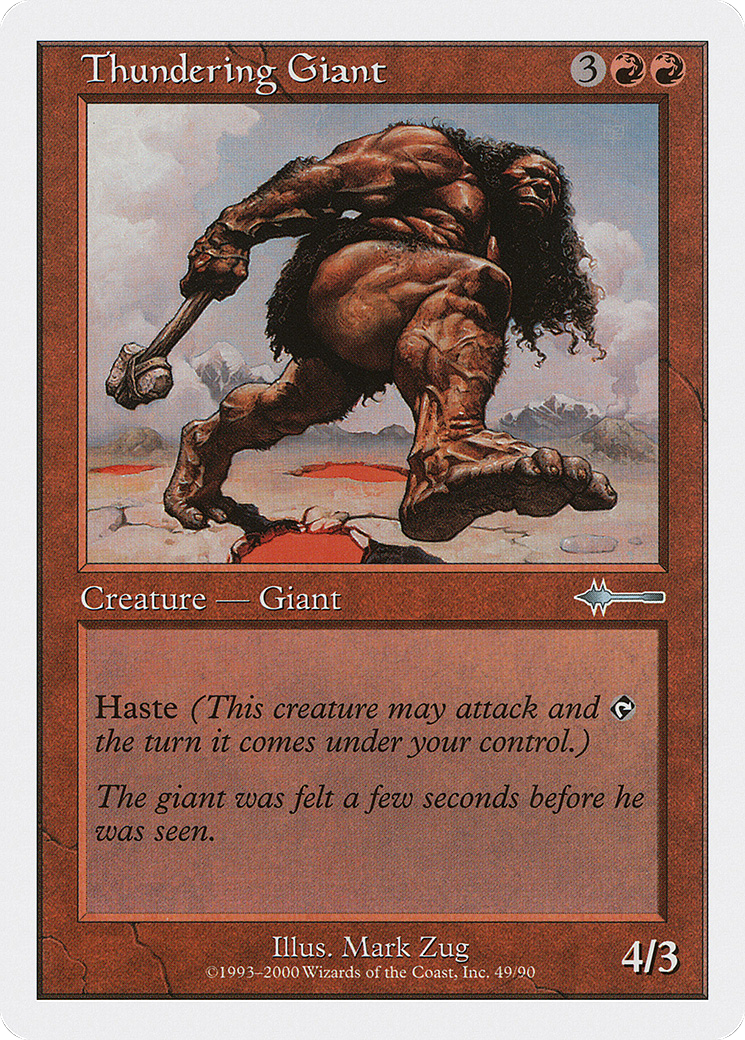 Thundering Giant 3
Creature — Giant
Haste (This creature may attack and
the turn it comes under your control.)
The giant was felt a few seconds before he
was seen.
Illus. Mark Zug
©1993–2000 Wizards of the Coast, Inc. 49/90
4/3